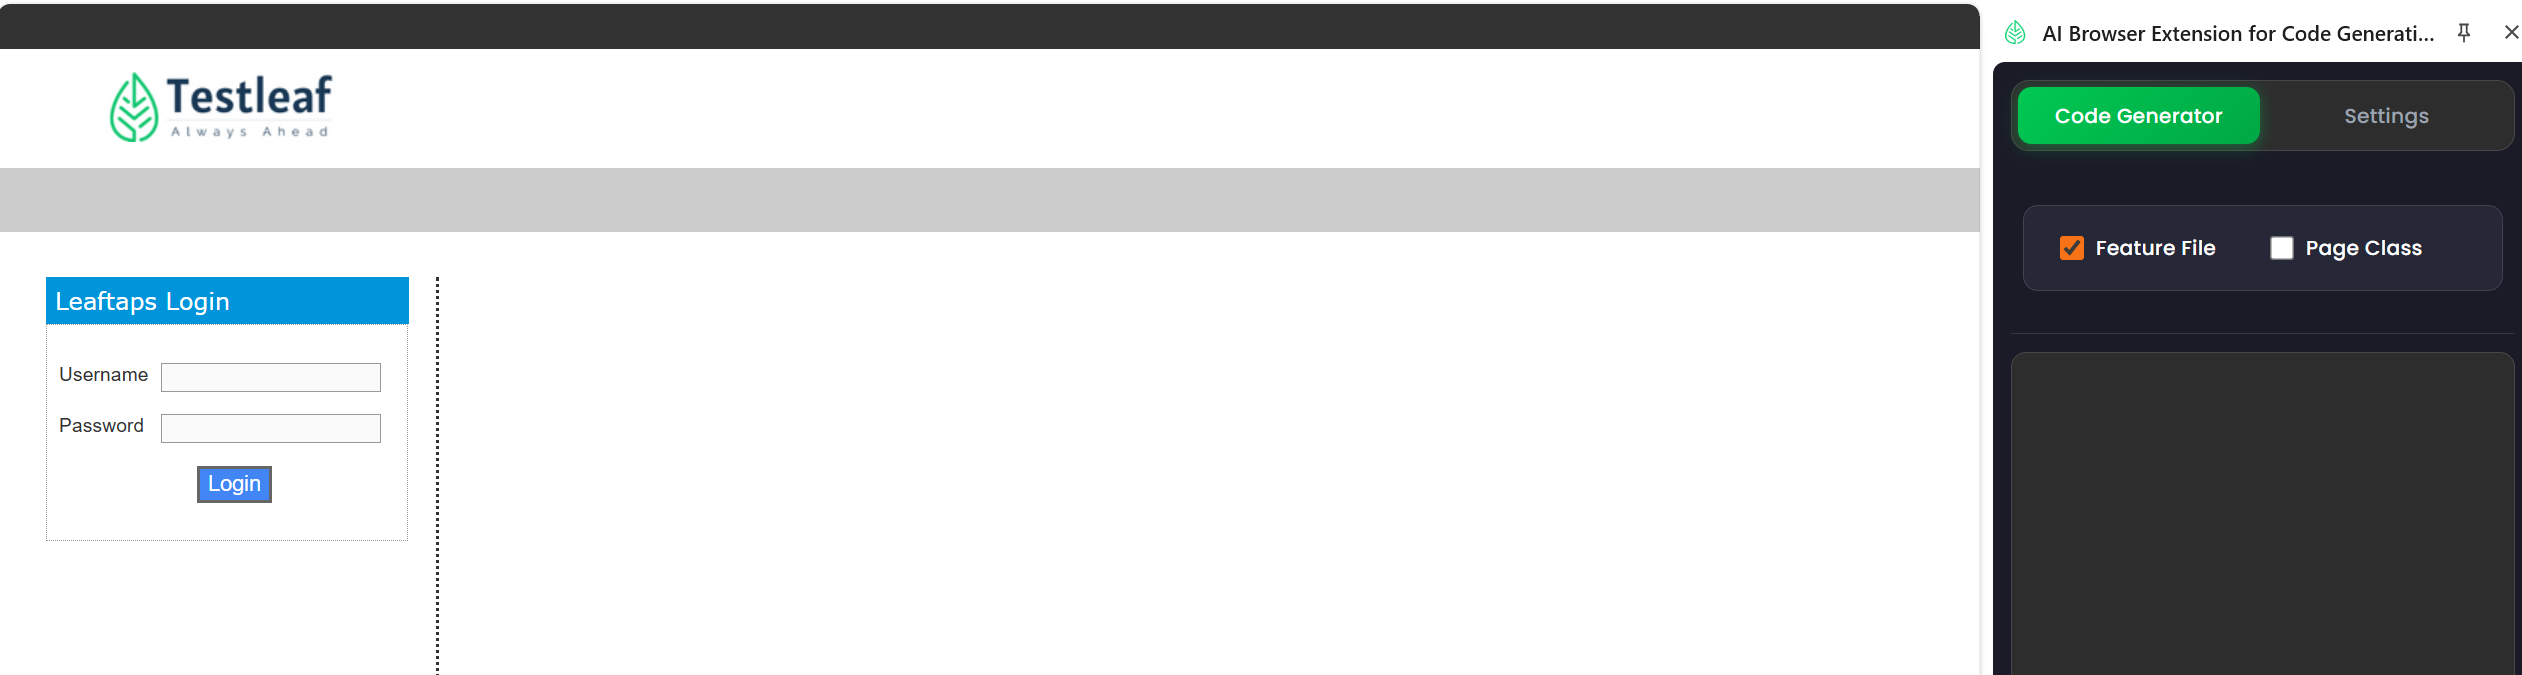 Testleaf
Always Ahead
Leaftaps Login
Username
Password
Login
AI Browser Extension for Code Generati...
Code Generator
Settings
Feature File
Page Class